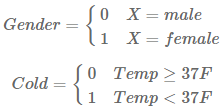 Gender = { 0 X = male
1 X = female
Cold = { 0 Temp ≥ 37F
1 Temp < 37F